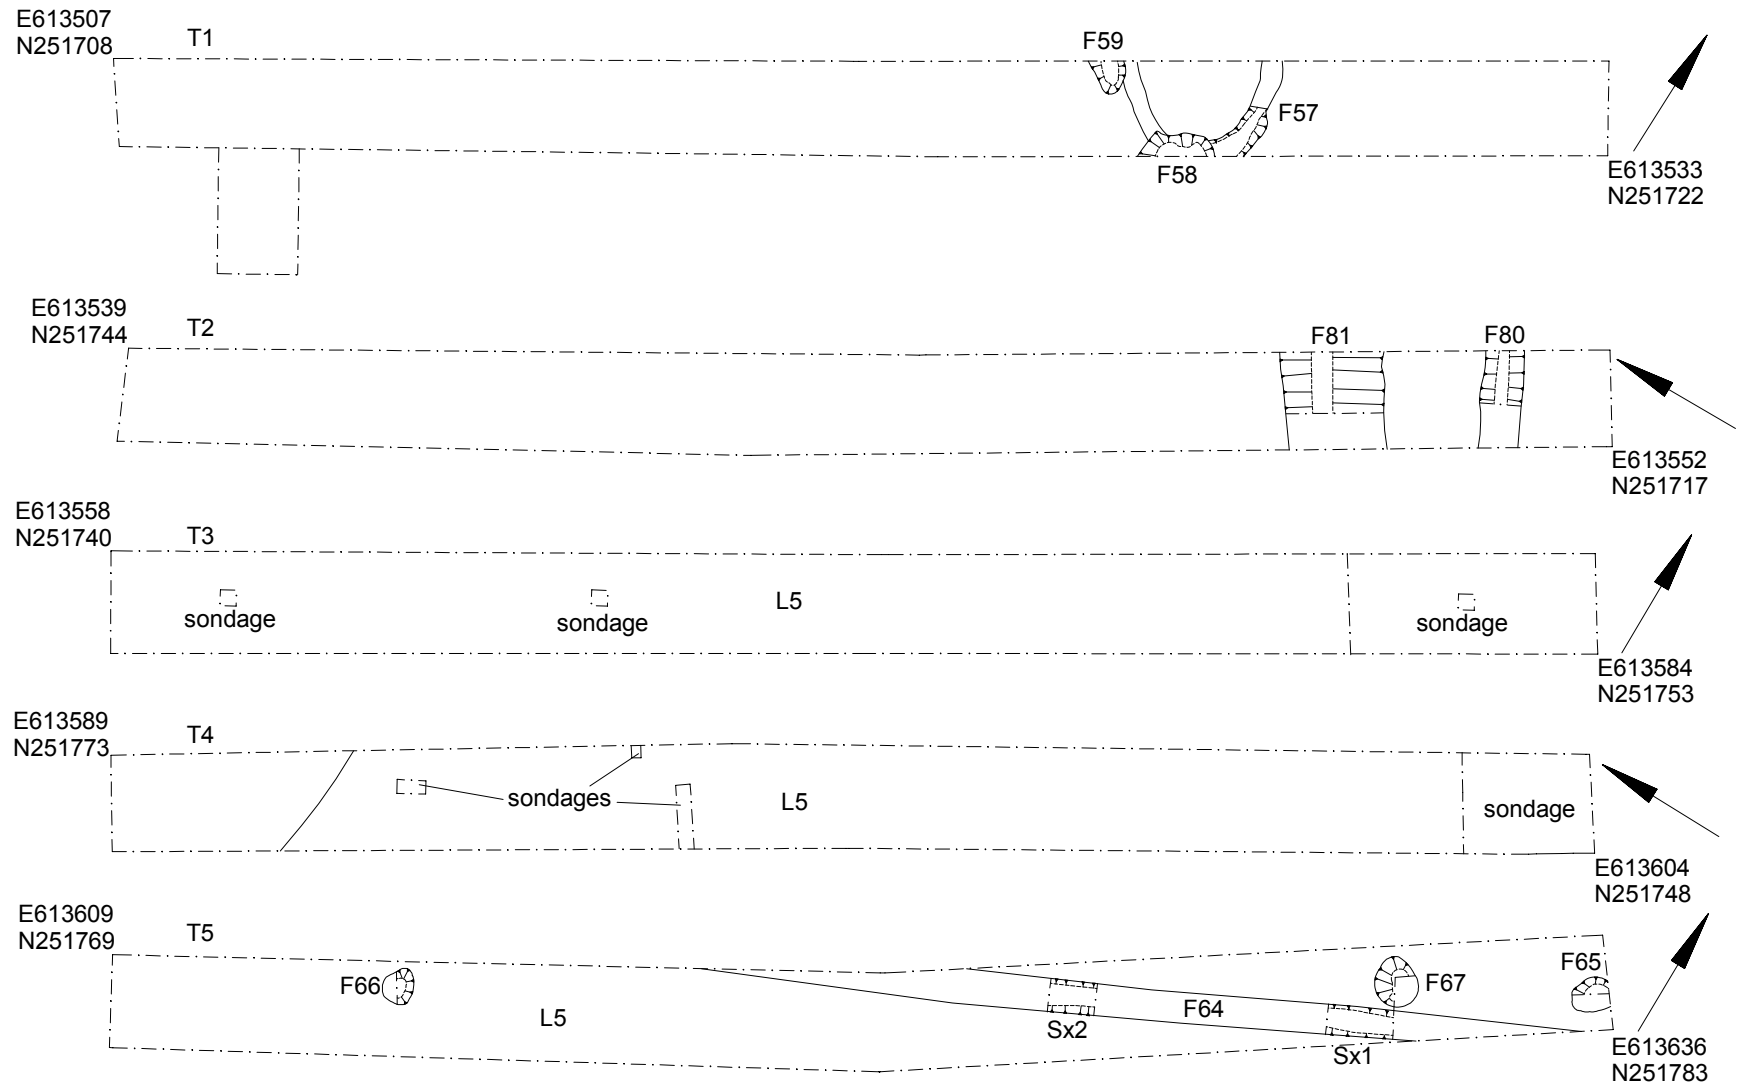 E613507
N251708
T1
F59
F57
F58
E613533
N251722
E613539
N251744
T2
F81
F80
E613552
N251717
E613558
N251740
T3
L5
sondage
sondage
sondage
E613584
N251753
E613589
N251773
T4
sondages
L5
sondage
E613604
N251748
E613609
N251769
T5
F66
L5
Sx2
F64
Sx1
F67
F65
E613636
N251783